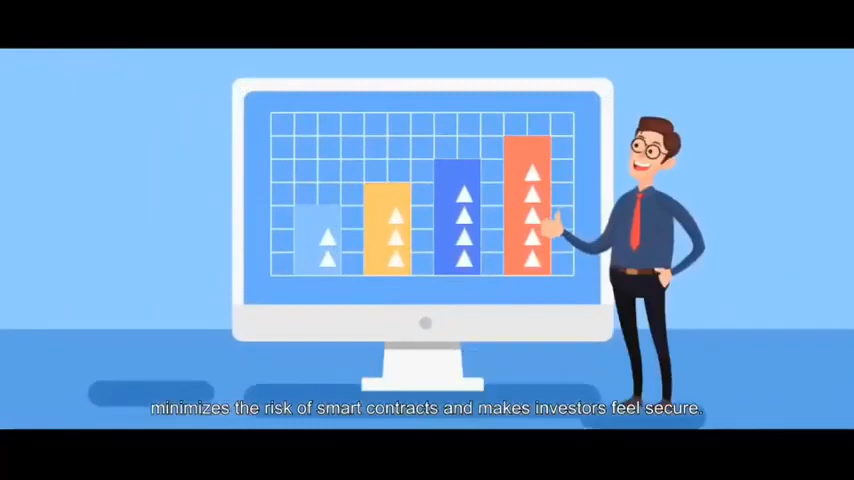 minimizes the risk of smart contracts and makes investors feel secure.